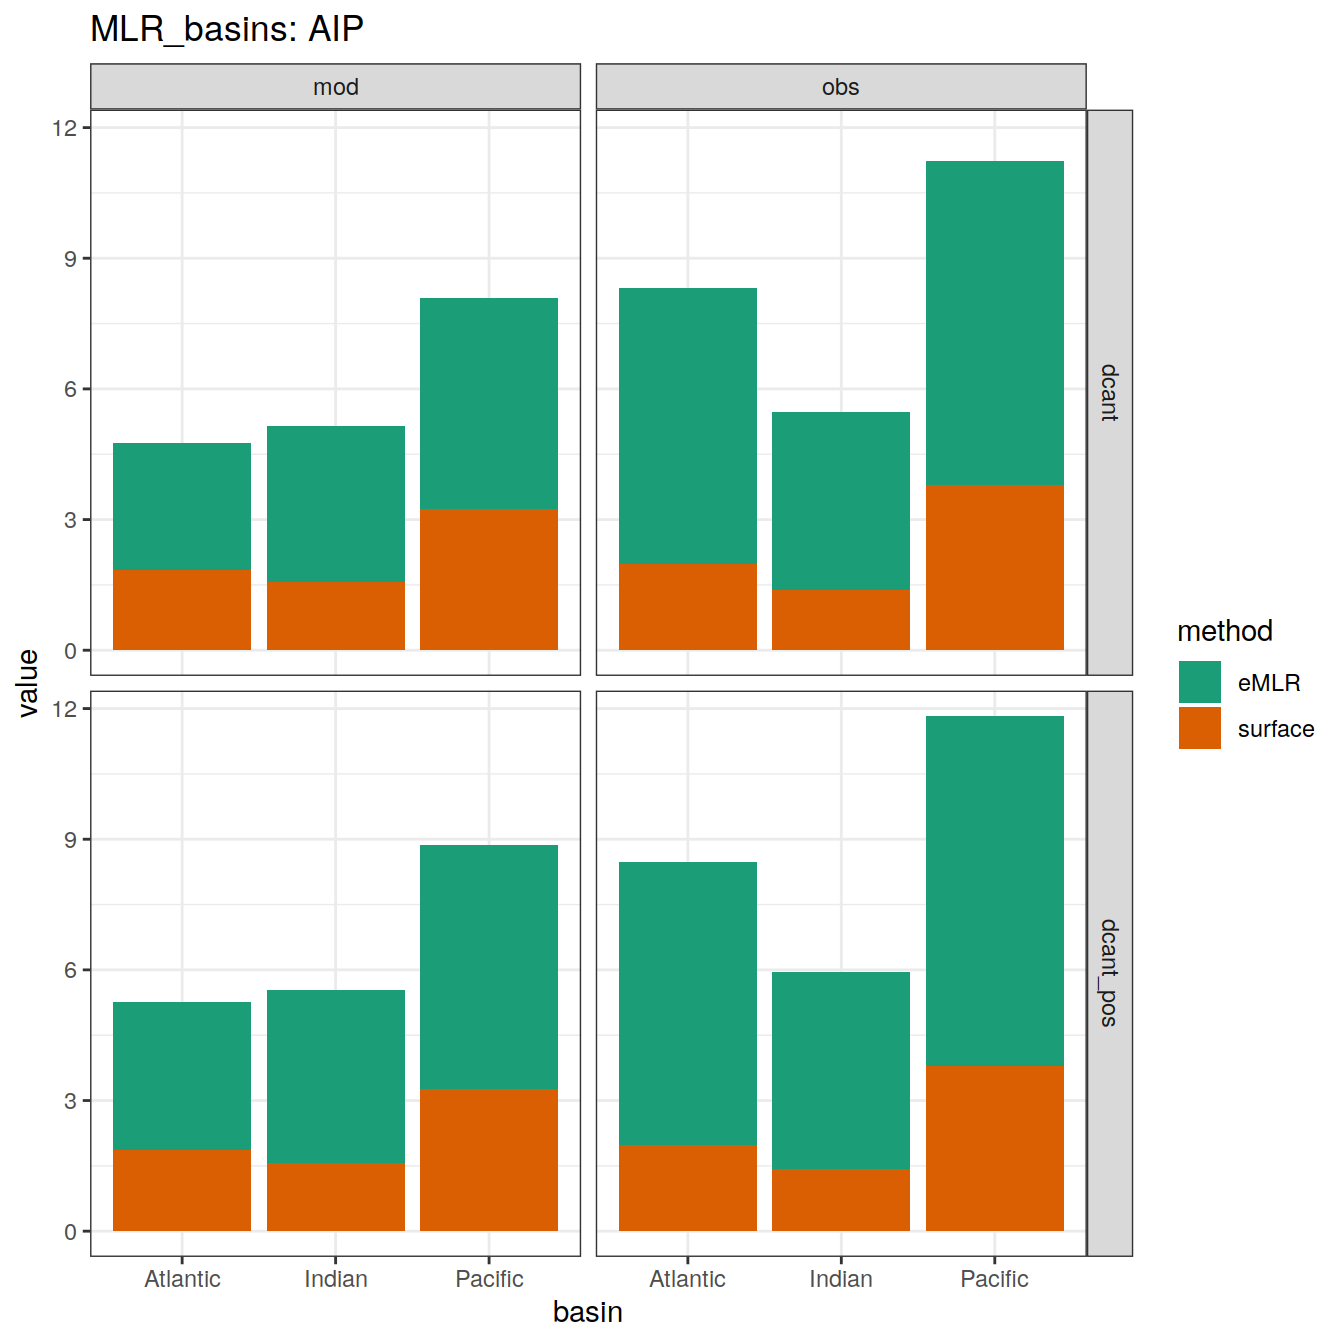 MLR_basins: AIP
mod
obs
12
9
6
3
0
dcant
value
12
9
6
3
0
dcant_pos
Atlantic
Indian
Pacific
Atlantic
Indian
Pacific
basin
method
eMLR
surface